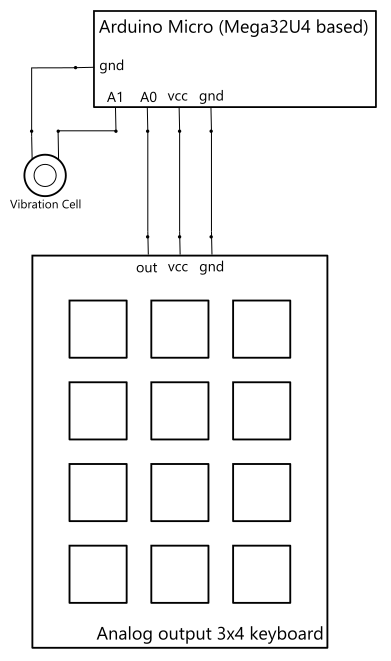 Arduino Micro (Mega32U4 based)
gnd
A1 A0 vcc gnd
Vibration Cell
out vcc gnd
Analog output 3x4 keyboard